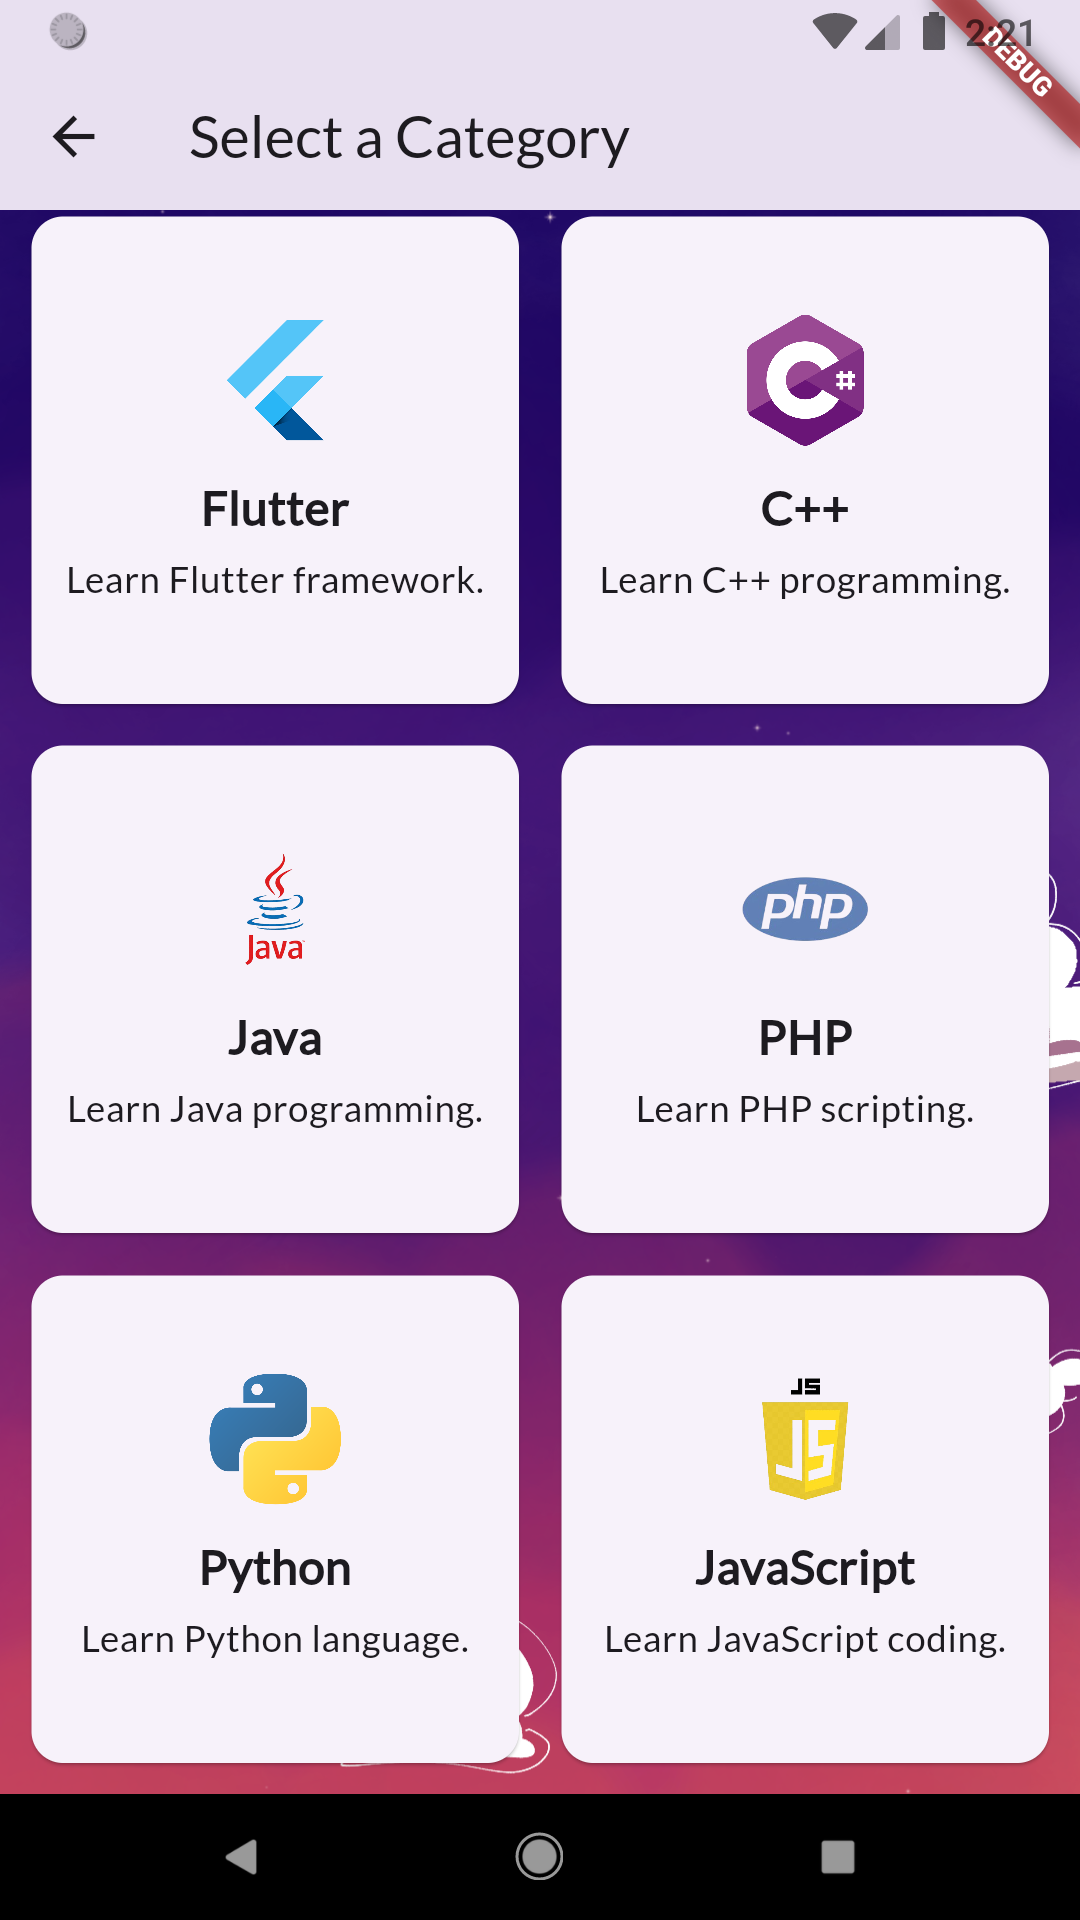 2:21
DEBUG
Select a Category
#
Flutter
C++
Learn Flutter framework.
Learn C++ programming.
Java
php
Java
PHP
Learn Java programming.
Learn PHP scripting.
JS
JS
Python
JavaScript
Learn Python language.
Learn JavaScript coding.